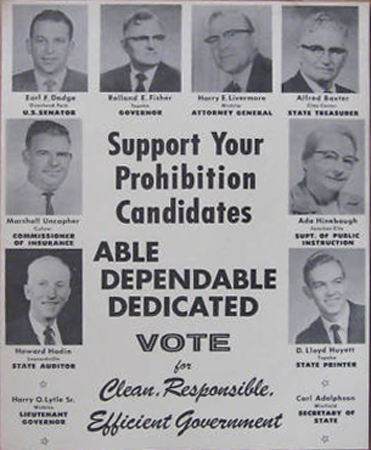 Earl F. Dodge
Overland Park
U.S. SENATOR
Rolland E. Fisher
Topeka
GOVERNOR
Harry E. Livermore
Wichita
ATTORNEY GENERAL
Alfred Baxter
Clay Center
STATE TREASURER
Support Your
Prohibition
Candidates
Marshall Uncapher
COMMISSIONER
OF INSURANCE
Ada Hinebaugh
Junction City
SUPT. OF PUBLIC
INSTRUCTION
ABLE
DEPENDABLE
DEDICATED
VOTE
for
Clean, Responsible,
Efficient Government
Howard Hadin
Leonardville
STATE AUDITOR
D. Lloyd Huyett
Topeka
STATE PRINTER
Harry O. Lytle Sr.
Wichita
LIEUTENANT
GOVERNOR
Carl Adolphson
Winfield
SECRETARY OF
STATE